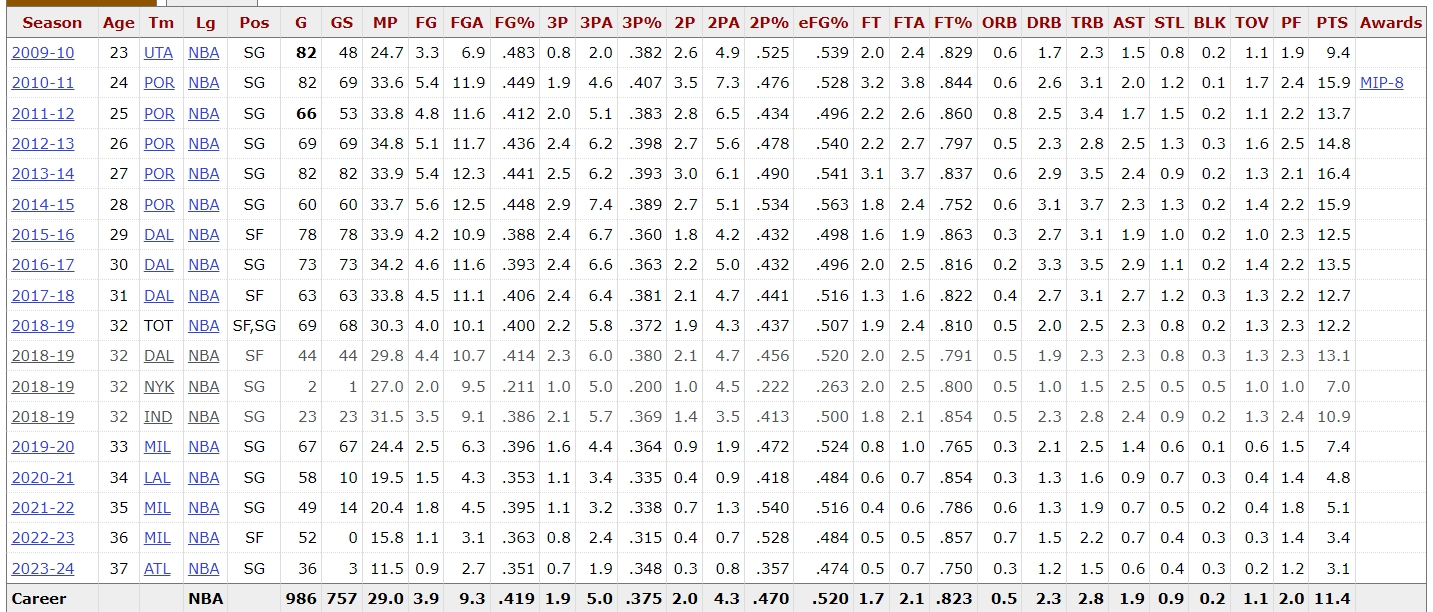 Season Age Tm Lg Pos G GS MP FG FGA FG% 3P 3PA 3P% 2P 2PA 2P% eFG% FT FTA FT% ORB DRB TRB AST STL BLK TOV PF PTS Awards
2009-10 23 UTA NBA SG 82 48 24.7 3.3 6.9 .483 0.8 2.0 .382 2.6 4.9 .525 .539 2.0 2.4 .829 0.6 1.7 2.3 1.5 0.8 0.2 1.1 1.9 9.4
2010-11 24 POR NBA SG 82 69 33.6 5.4 11.9 .449 1.9 4.6 .407 3.5 7.3 .476 .528 3.2 3.8 .844 0.6 2.6 3.1 2.0 1.2 0.1 1.7 2.4 15.9 MIP-8
2011-12 25 POR NBA SG 66 53 33.8 4.8 11.6 .412 2.0 5.1 .383 2.8 6.5 .434 .496 2.2 2.6 .860 0.8 2.5 3.4 1.7 1.5 0.2 1.1 2.2 13.7
2012-13 26 POR NBA SG 69 69 34.8 5.1 11.7 .436 2.4 6.2 .398 2.7 5.6 .478 .540 2.2 2.7 .797 0.5 2.3 2.8 2.5 1.3 0.3 1.6 2.5 14.8
2013-14 27 POR NBA SG 82 82 33.9 5.4 12.3 .441 2.5 6.2 .393 3.0 6.1 .490 .541 3.1 3.7 .837 0.6 2.9 3.5 2.4 0.9 0.2 1.3 2.1 16.4
2014-15 28 POR NBA SG 60 60 33.7 5.6 12.5 .448 2.9 7.4 .389 2.7 5.1 .534 .563 1.8 2.4 .752 0.6 3.1 3.7 2.3 1.3 0.2 1.4 2.2 15.9
2015-16 29 DAL NBA SF 78 78 33.9 4.2 10.9 .388 2.4 6.7 .360 1.8 4.2 .432 .498 1.6 1.9 .863 0.3 2.7 3.1 1.9 1.0 0.2 1.0 2.3 12.5
2016-17 30 DAL NBA SG 73 73 34.2 4.6 11.6 .393 2.4 6.6 .363 2.2 5.0 .432 .496 2.0 2.5 .816 0.2 3.3 3.5 2.9 1.1 0.2 1.4 2.2 13.5
2017-18 31 DAL NBA SF 63 63 33.8 4.5 11.1 .406 2.4 6.4 .381 2.1 4.7 .441 .516 1.3 1.6 .822 0.4 2.7 3.1 2.7 1.2 0.3 1.3 2.2 12.7
2018-19 32 TOT NBA SF,SG 69 68 30.3 4.0 10.1 .400 2.2 5.8 .372 1.9 4.3 .437 .507 1.9 2.4 .810 0.5 2.0 2.5 2.3 0.8 0.2 1.3 2.3 12.2
2018-19 32 DAL NBA SF 44 44 29.8 4.4 10.7 .414 2.3 6.0 .380 2.1 4.7 .456 .520 2.0 2.5 .791 0.5 1.9 2.3 2.3 0.8 0.3 1.3 2.3 13.1
2018-19 32 NYK NBA SG 2 1 27.0 2.0 9.5 .211 1.0 5.0 .200 1.0 4.5 .222 .263 2.0 2.5 .800 0.5 1.0 1.5 2.5 0.5 0.5 1.0 1.0 7.0
2018-19 32 IND NBA SG 23 23 31.5 3.5 9.1 .386 2.1 5.7 .369 1.4 3.5 .413 .500 1.8 2.1 .854 0.5 2.3 2.8 2.4 0.9 0.2 1.3 2.4 10.9
2019-20 33 MIL NBA SG 67 67 24.4 2.5 6.3 .396 1.6 4.4 .364 0.9 1.9 .472 .524 0.8 1.0 .765 0.3 2.1 2.5 1.4 0.6 0.1 0.6 1.5 7.4
2020-21 34 LAL NBA SG 58 10 19.5 1.5 4.3 .353 1.1 3.4 .335 0.4 0.9 .418 .484 0.6 0.7 .854 0.3 1.3 1.6 0.9 0.7 0.3 0.4 1.4 4.8
2021-22 35 MIL NBA SG 49 14 20.4 1.8 4.5 .395 1.1 3.2 .338 0.7 1.3 .540 .516 0.4 0.6 .786 0.6 1.3 1.9 0.7 0.5 0.2 0.4 1.8 5.1
2022-23 36 MIL NBA SF 52 0 15.8 1.1 3.1 .363 0.8 2.4 .315 0.4 0.7 .528 .484 0.5 0.5 .857 0.7 1.5 2.2 0.7 0.4 0.3 0.3 1.6 3.4
2023-24 37 ATL NBA SG 36 3 11.5 0.9 2.7 .351 0.7 1.9 .348 0.3 0.8 .357 .474 0.5 0.7 .750 0.3 1.2 1.5 0.6 0.4 0.3 0.2 1.2 3.1
Career NBA 986 757 29.0 3.9 9.3 .419 1.9 5.0 .375 2.0 4.3 .470 .520 1.7 2.1 .823 0.5 2.3 2.8 1.9 0.9 0.2 1.1 2.0 11.4